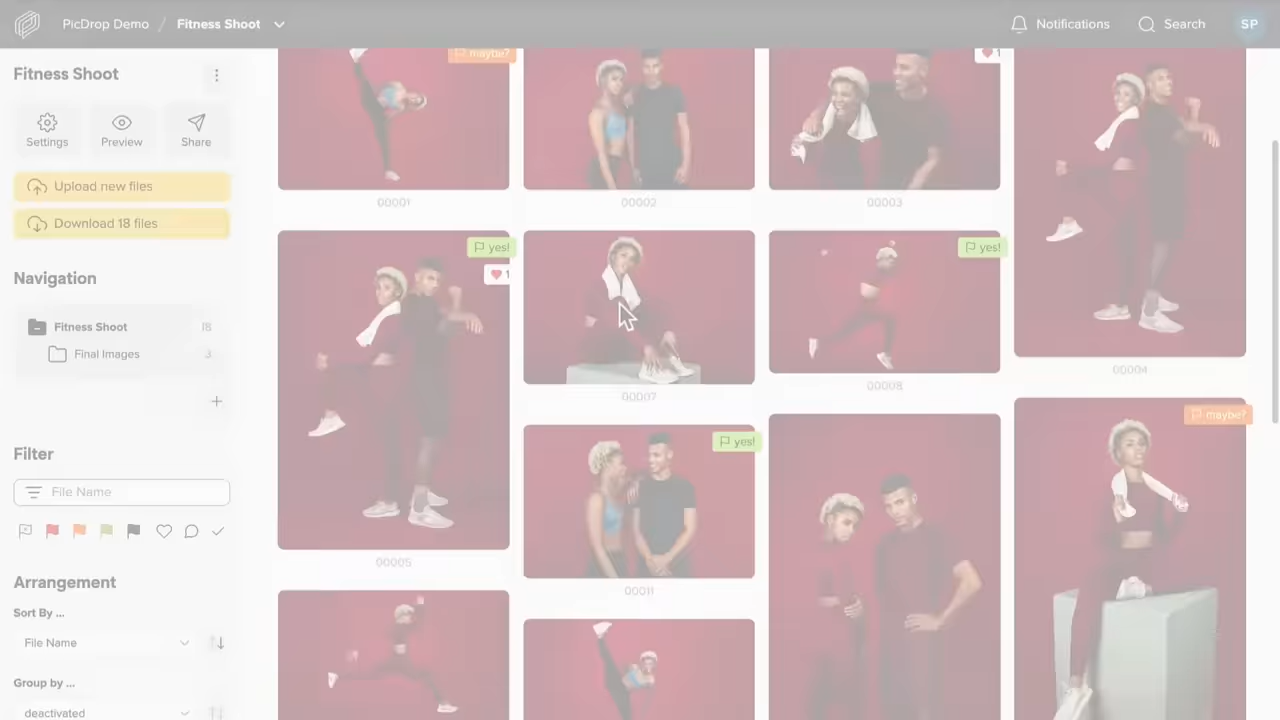 PicDrop Demo / Fitness Shoot
Notifications
Search
SP
Fitness Shoot
Settings
Preview
Share
Upload new files
Download 18 files
Navigation
Fitness Shoot 18
Final Images 3
+
Filter
File Name
Arrangement
Sort By ...
File Name
Group by ...
deactivated
maybe?
1
00001
00002
00003
00004
yes!
1
yes!
00005
00007
00008
yes!
maybe?
00011